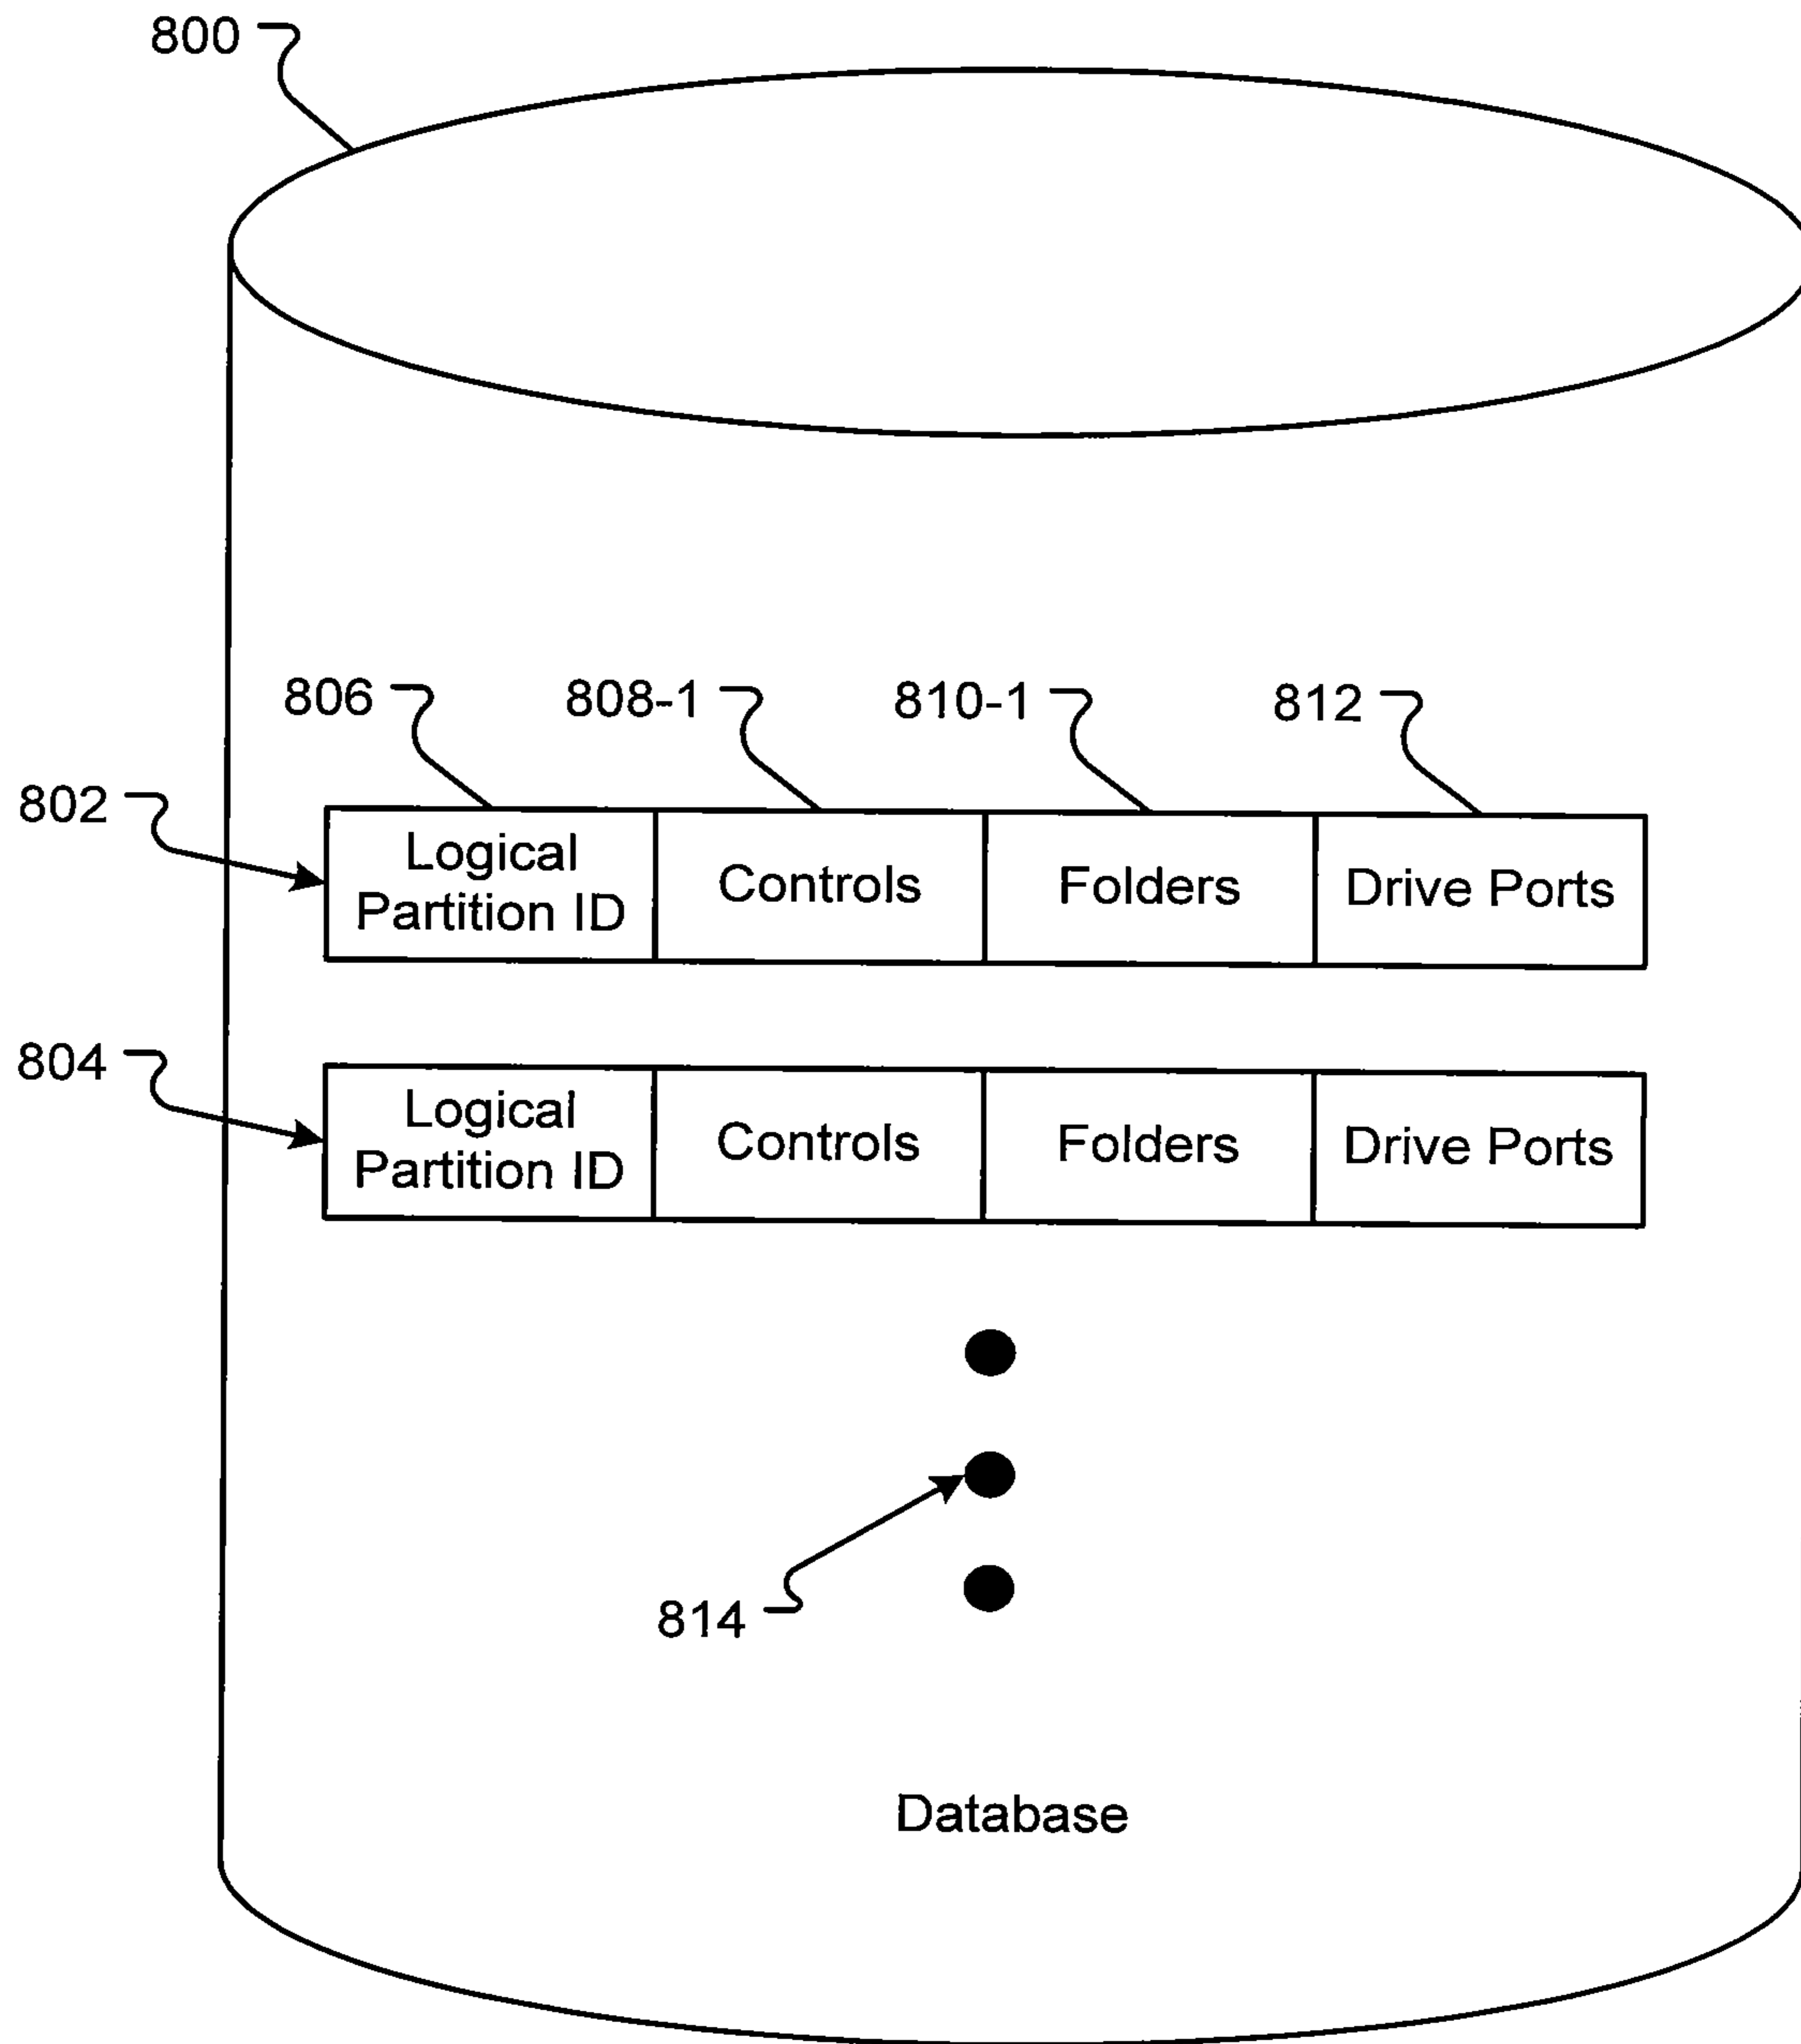 800
806
808-1
810-1
812
802
Logical
Partition ID
Controls
Folders
Drive Ports
804
Logical
Partition ID
Controls
Folders
Drive Ports
814
Database